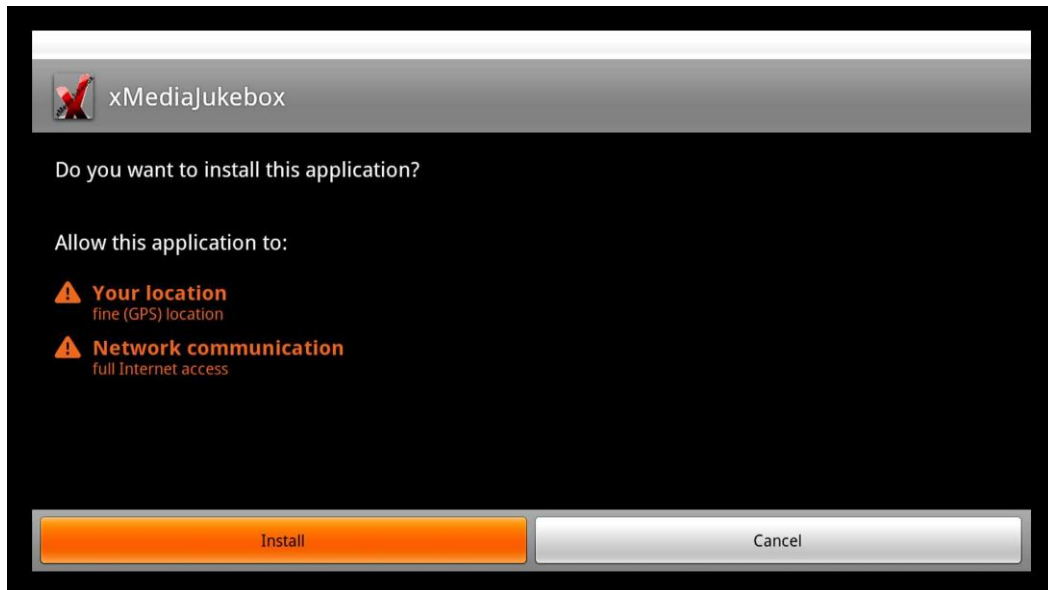 xMediaJukebox
Do you want to install this application?
Allow this application to:
Your location
fine (GPS) location
Network communication
full Internet access
Install
Cancel